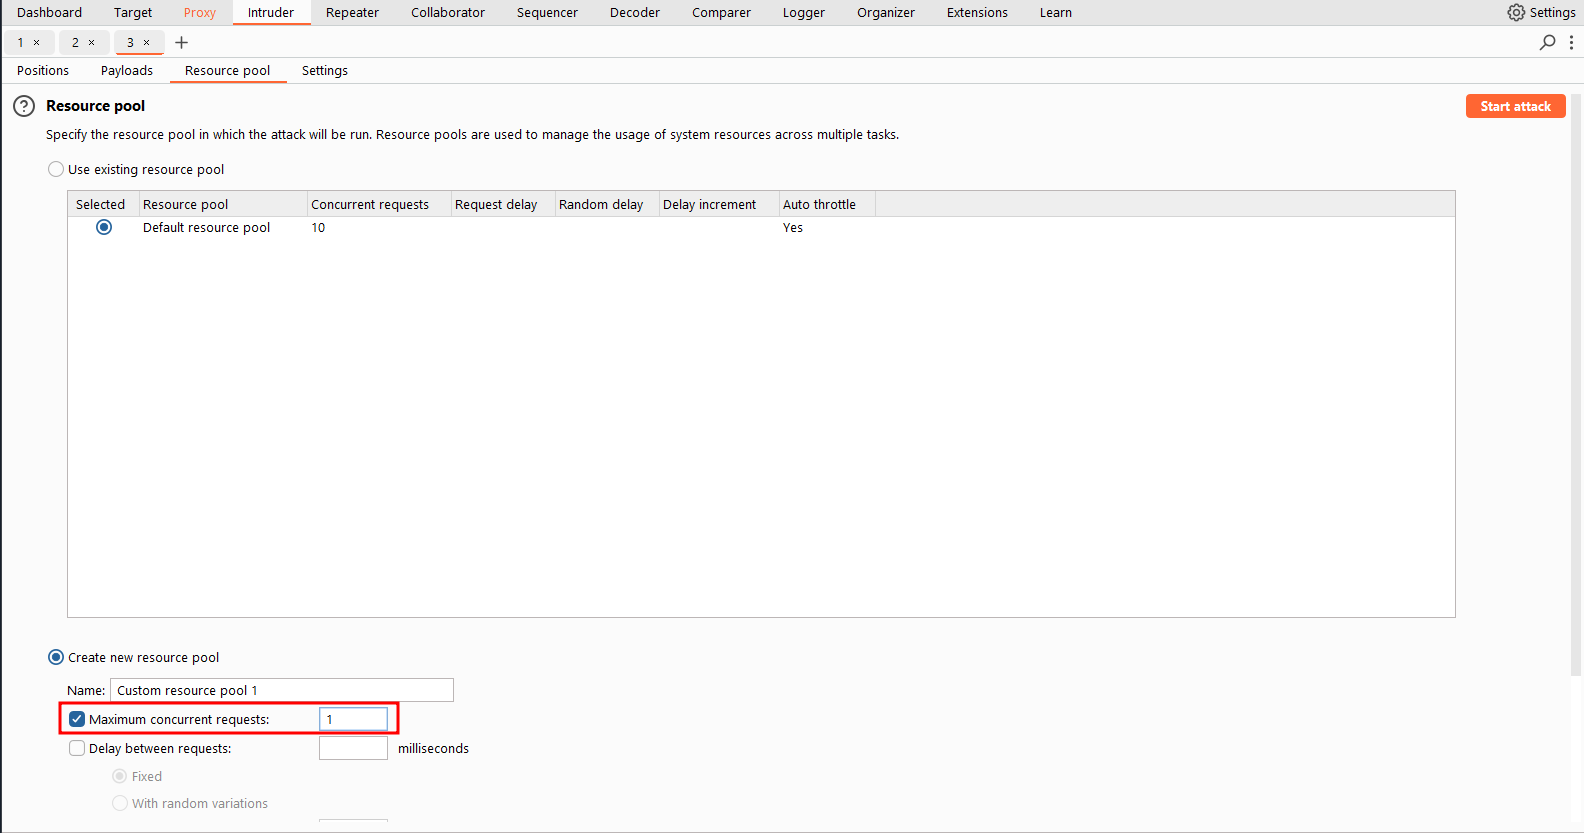 Dashboard Target Proxy Intruder Repeater Collaborator Sequencer Decoder Comparer Logger Organizer Extensions Learn Settings
1 × 2 × 3 × +
Positions Payloads Resource pool Settings
? Resource pool Start attack
Specify the resource pool in which the attack will be run. Resource pools are used to manage the usage of system resources across multiple tasks.
Use existing resource pool
Selected Resource pool Concurrent requests Request delay Random delay Delay increment Auto throttle
Default resource pool 10 Yes
Create new resource pool
Name: Custom resource pool 1
Maximum concurrent requests: 1
Delay between requests: milliseconds
Fixed
With random variations